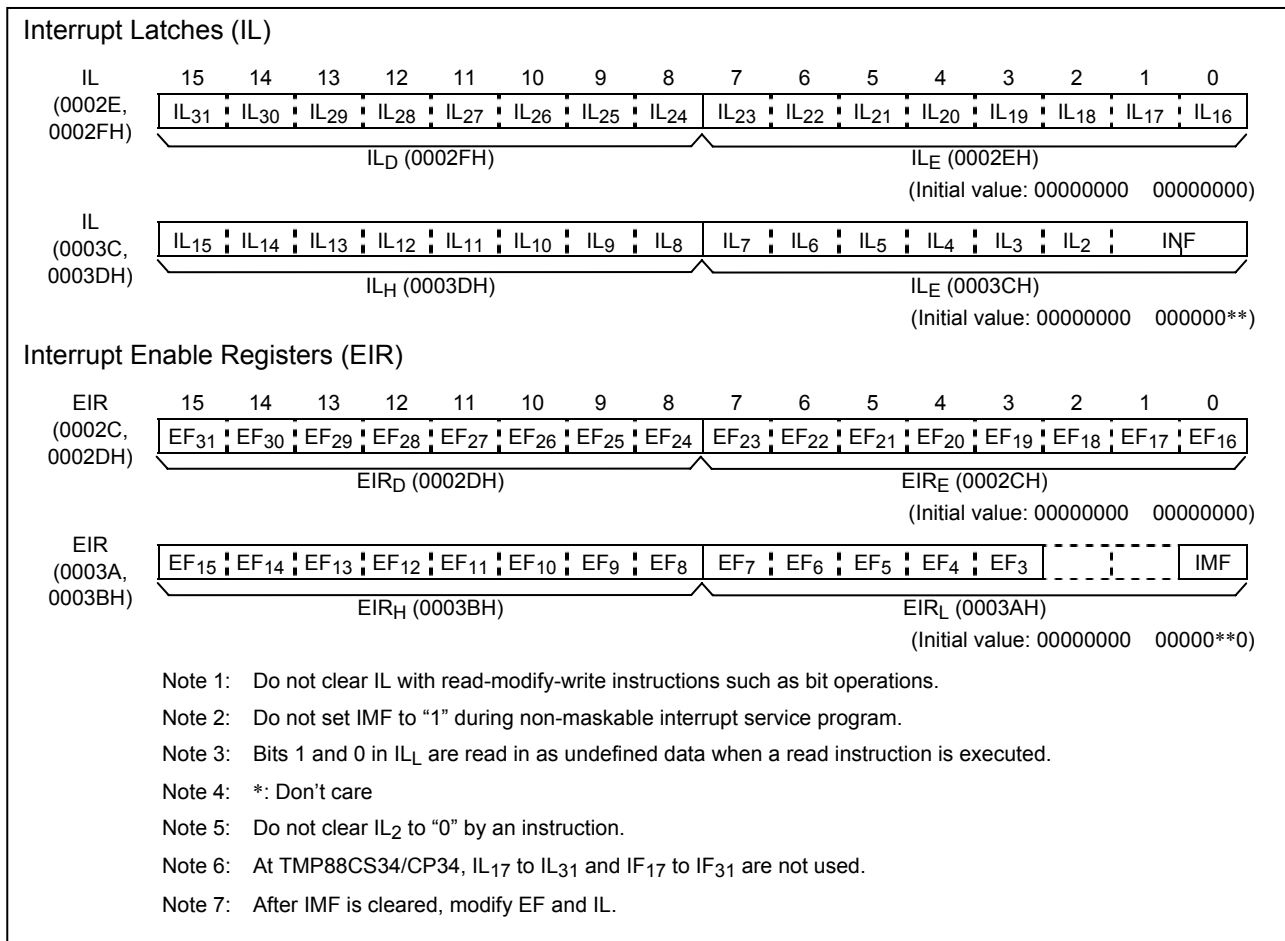 Interrupt Latches (IL)
IL 15 14 13 12 11 10 9 8 7 6 5 4 3 2 1 0
(0002E, 0002FH) IL31 IL30 IL29 IL28 IL27 IL26 IL25 IL24 IL23 IL22 IL21 IL20 IL19 IL18 IL17 IL16
ILD (0002FH) ILE (0002EH)
(Initial value: 00000000 00000000)
IL
(0003C, 0003DH) IL15 IL14 IL13 IL12 IL11 IL10 IL9 IL8 IL7 IL6 IL5 IL4 IL3 IL2 INF
ILH (0003DH) ILE (0003CH)
(Initial value: 00000000 000000**)
Interrupt Enable Registers (EIR)
EIR 15 14 13 12 11 10 9 8 7 6 5 4 3 2 1 0
(0002C, 0002DH) EF31 EF30 EF29 EF28 EF27 EF26 EF25 EF24 EF23 EF22 EF21 EF20 EF19 EF18 EF17 EF16
EIRD (0002DH) EIRE (0002CH)
(Initial value: 00000000 00000000)
EIR
(0003A, 0003BH) EF15 EF14 EF13 EF12 EF11 EF10 EF9 EF8 EF7 EF6 EF5 EF4 EF3 IMF
EIRH (0003BH) EIRL (0003AH)
(Initial value: 00000000 00000**0)
Note 1: Do not clear IL with read-modify-write instructions such as bit operations.
Note 2: Do not set IMF to “1” during non-maskable interrupt service program.
Note 3: Bits 1 and 0 in ILL are read in as undefined data when a read instruction is executed.
Note 4: *: Don’t care
Note 5: Do not clear IL2 to “0” by an instruction.
Note 6: At TMP88CS34/CP34, IL17 to IL31 and IF17 to IF31 are not used.
Note 7: After IMF is cleared, modify EF and IL.